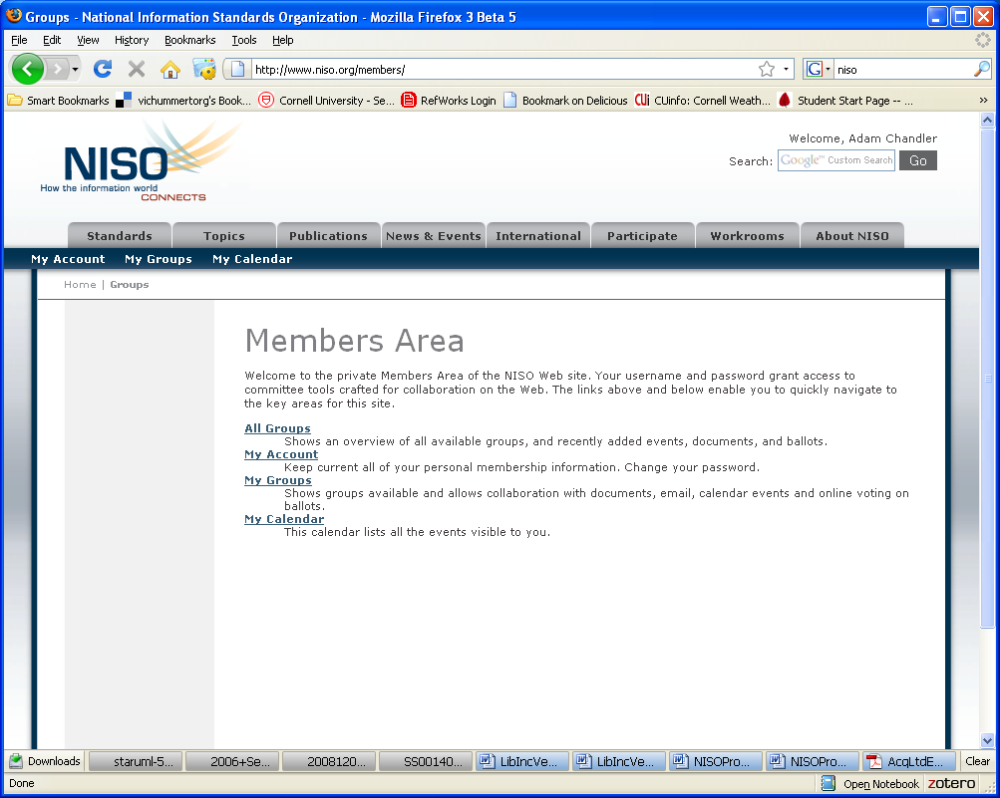 Groups - National Information Standards Organization - Mozilla Firefox 3 Beta 5
File Edit View History Bookmarks Tools Help
http://www.niso.org/members/ G niso
Smart Bookmarks vichummertorg's Book... Cornell University - Se... RefWorks Login Bookmark on Delicious CUi CUinfo: Cornell Weath... Student Start Page -- ... »
NISO
How the information world
CONNECTS
Welcome, Adam Chandler
Search: Google™ Custom Search Go
Standards Topics Publications News & Events International Participate Workrooms About NISO
My Account My Groups My Calendar
Home | Groups
Members Area
Welcome to the private Members Area of the NISO Web site. Your username and password grant access to
committee tools crafted for collaboration on the Web. The links above and below enable you to quickly navigate to
the key areas for this site.
All Groups
Shows an overview of all available groups, and recently added events, documents, and ballots.
My Account
Keep current all of your personal membership information. Change your password.
My Groups
Shows groups available and allows collaboration with documents, email, calendar events and online voting on
ballots.
My Calendar
This calendar lists all the events visible to you.
Downloads staruml-5... 2006+Se... 2008120... SS00140... LibIncVe... LibIncVe... NISOPro... NISOPro... AcqLtdE... Clear
Done Open Notebook zotero